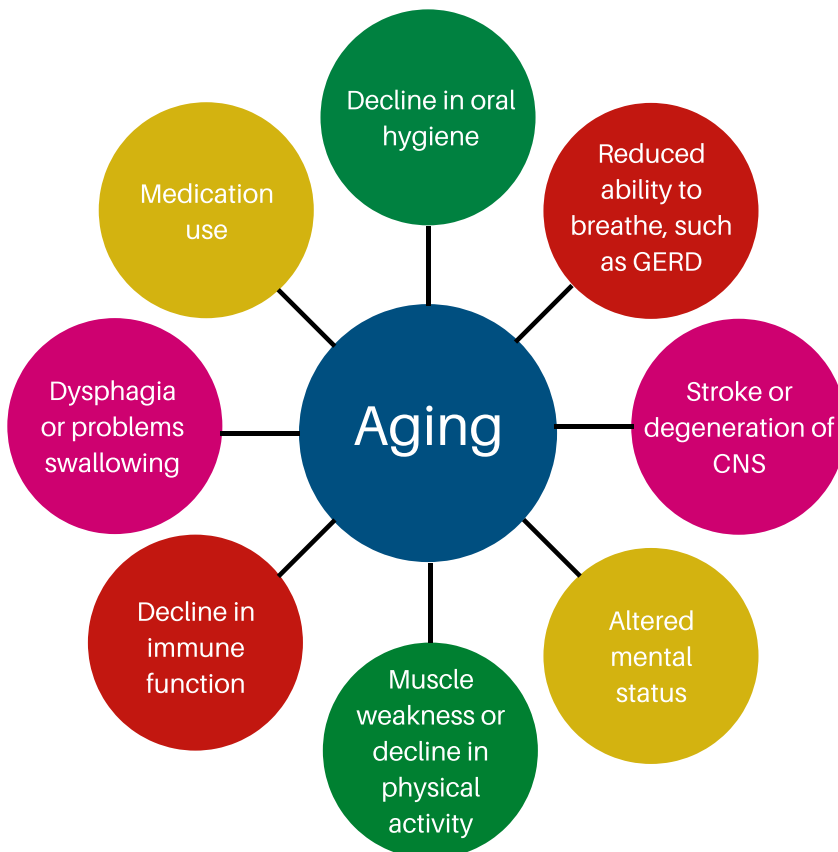 Decline in oral
hygiene
Reduced
ability to
breathe, such
as GERD
Medication
use
Stroke or
degeneration of
CNS
Aging
Dysphagia
or problems
swallowing
Altered
mental
status
Decline in
immune
function
Muscle
weakness or
decline in
physical
activity